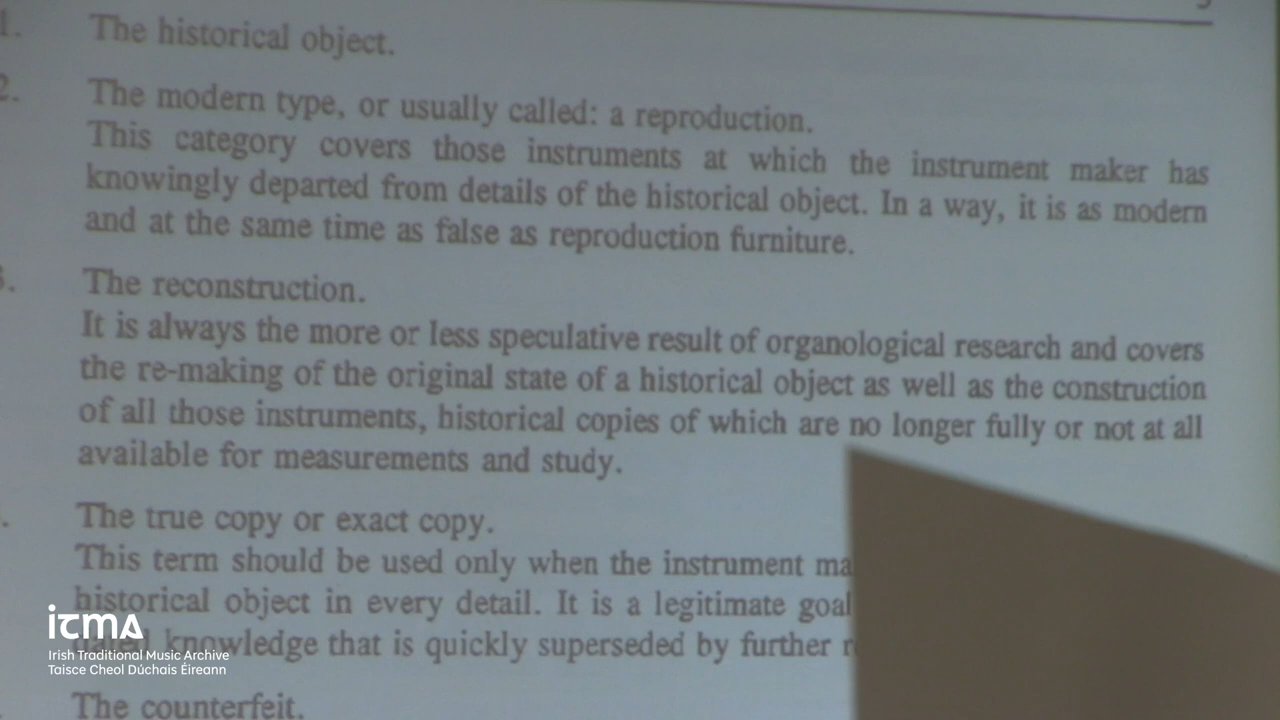 1. The historical object.
2. The modern type, or usually called: a reproduction.
This category covers those instruments at which the instrument maker has
knowingly departed from details of the historical object. In a way, it is as modern
and at the same time as false as reproduction furniture.
The reconstruction.
It is always the more or less speculative result of organological research and covers
the re-making of the original state of a historical object as well as the construction
of all those instruments, historical copies of which are no longer fully or not at all
available for measurements and study.
The true copy or exact copy.
This term should be used only when the instrument ma
historical object in every detail. It is a legitimate goal
knowledge that is quickly superseded by further
The counterfeit.
itma
Irish Traditional Music Archive
Taisce Cheol Dúchais Éireann